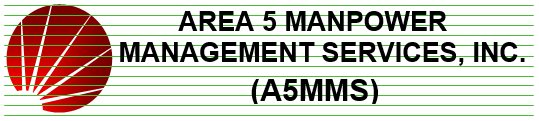 AREA 5 MANPOWER
MANAGEMENT SERVICES, INC.
(A5MMS)